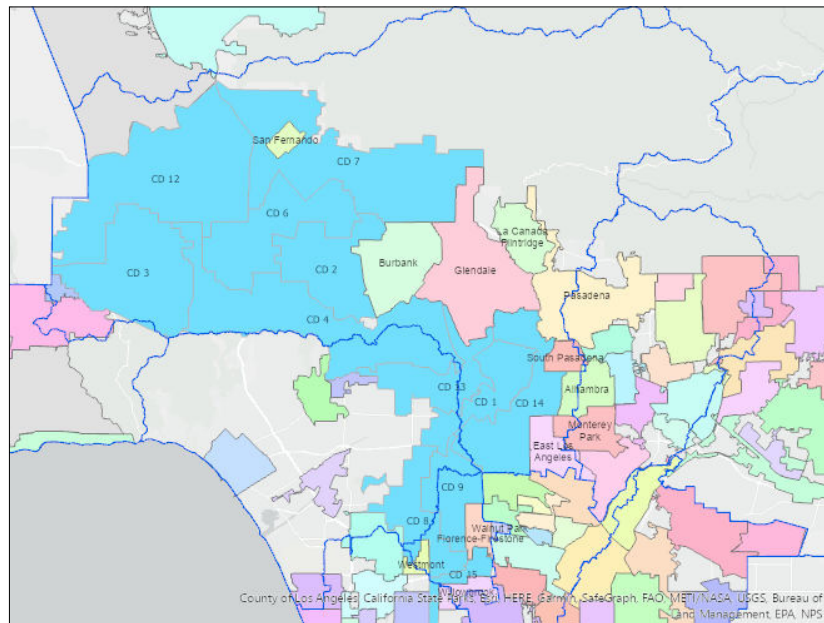 San Fernando
CD 7
CD 12
CD 6
CD 3
CD 2
Burbank
Glendale
La Canada
Flintridge
CD 4
Pasadena
South Pasadena
CD 13
CD 1
CD 14
Alhambra
Monterey
Park
East Los
Angeles
CD 9
CD 8
Walnut Park
Florence-Firestone
Westmont
CD 15
Willowbrook
County of Los Angeles, California State Parks, Esri, HERE, Garmin, SafeGraph, FAO, METI/NASA, USGS, Bureau of
Land Management, EPA, NPS